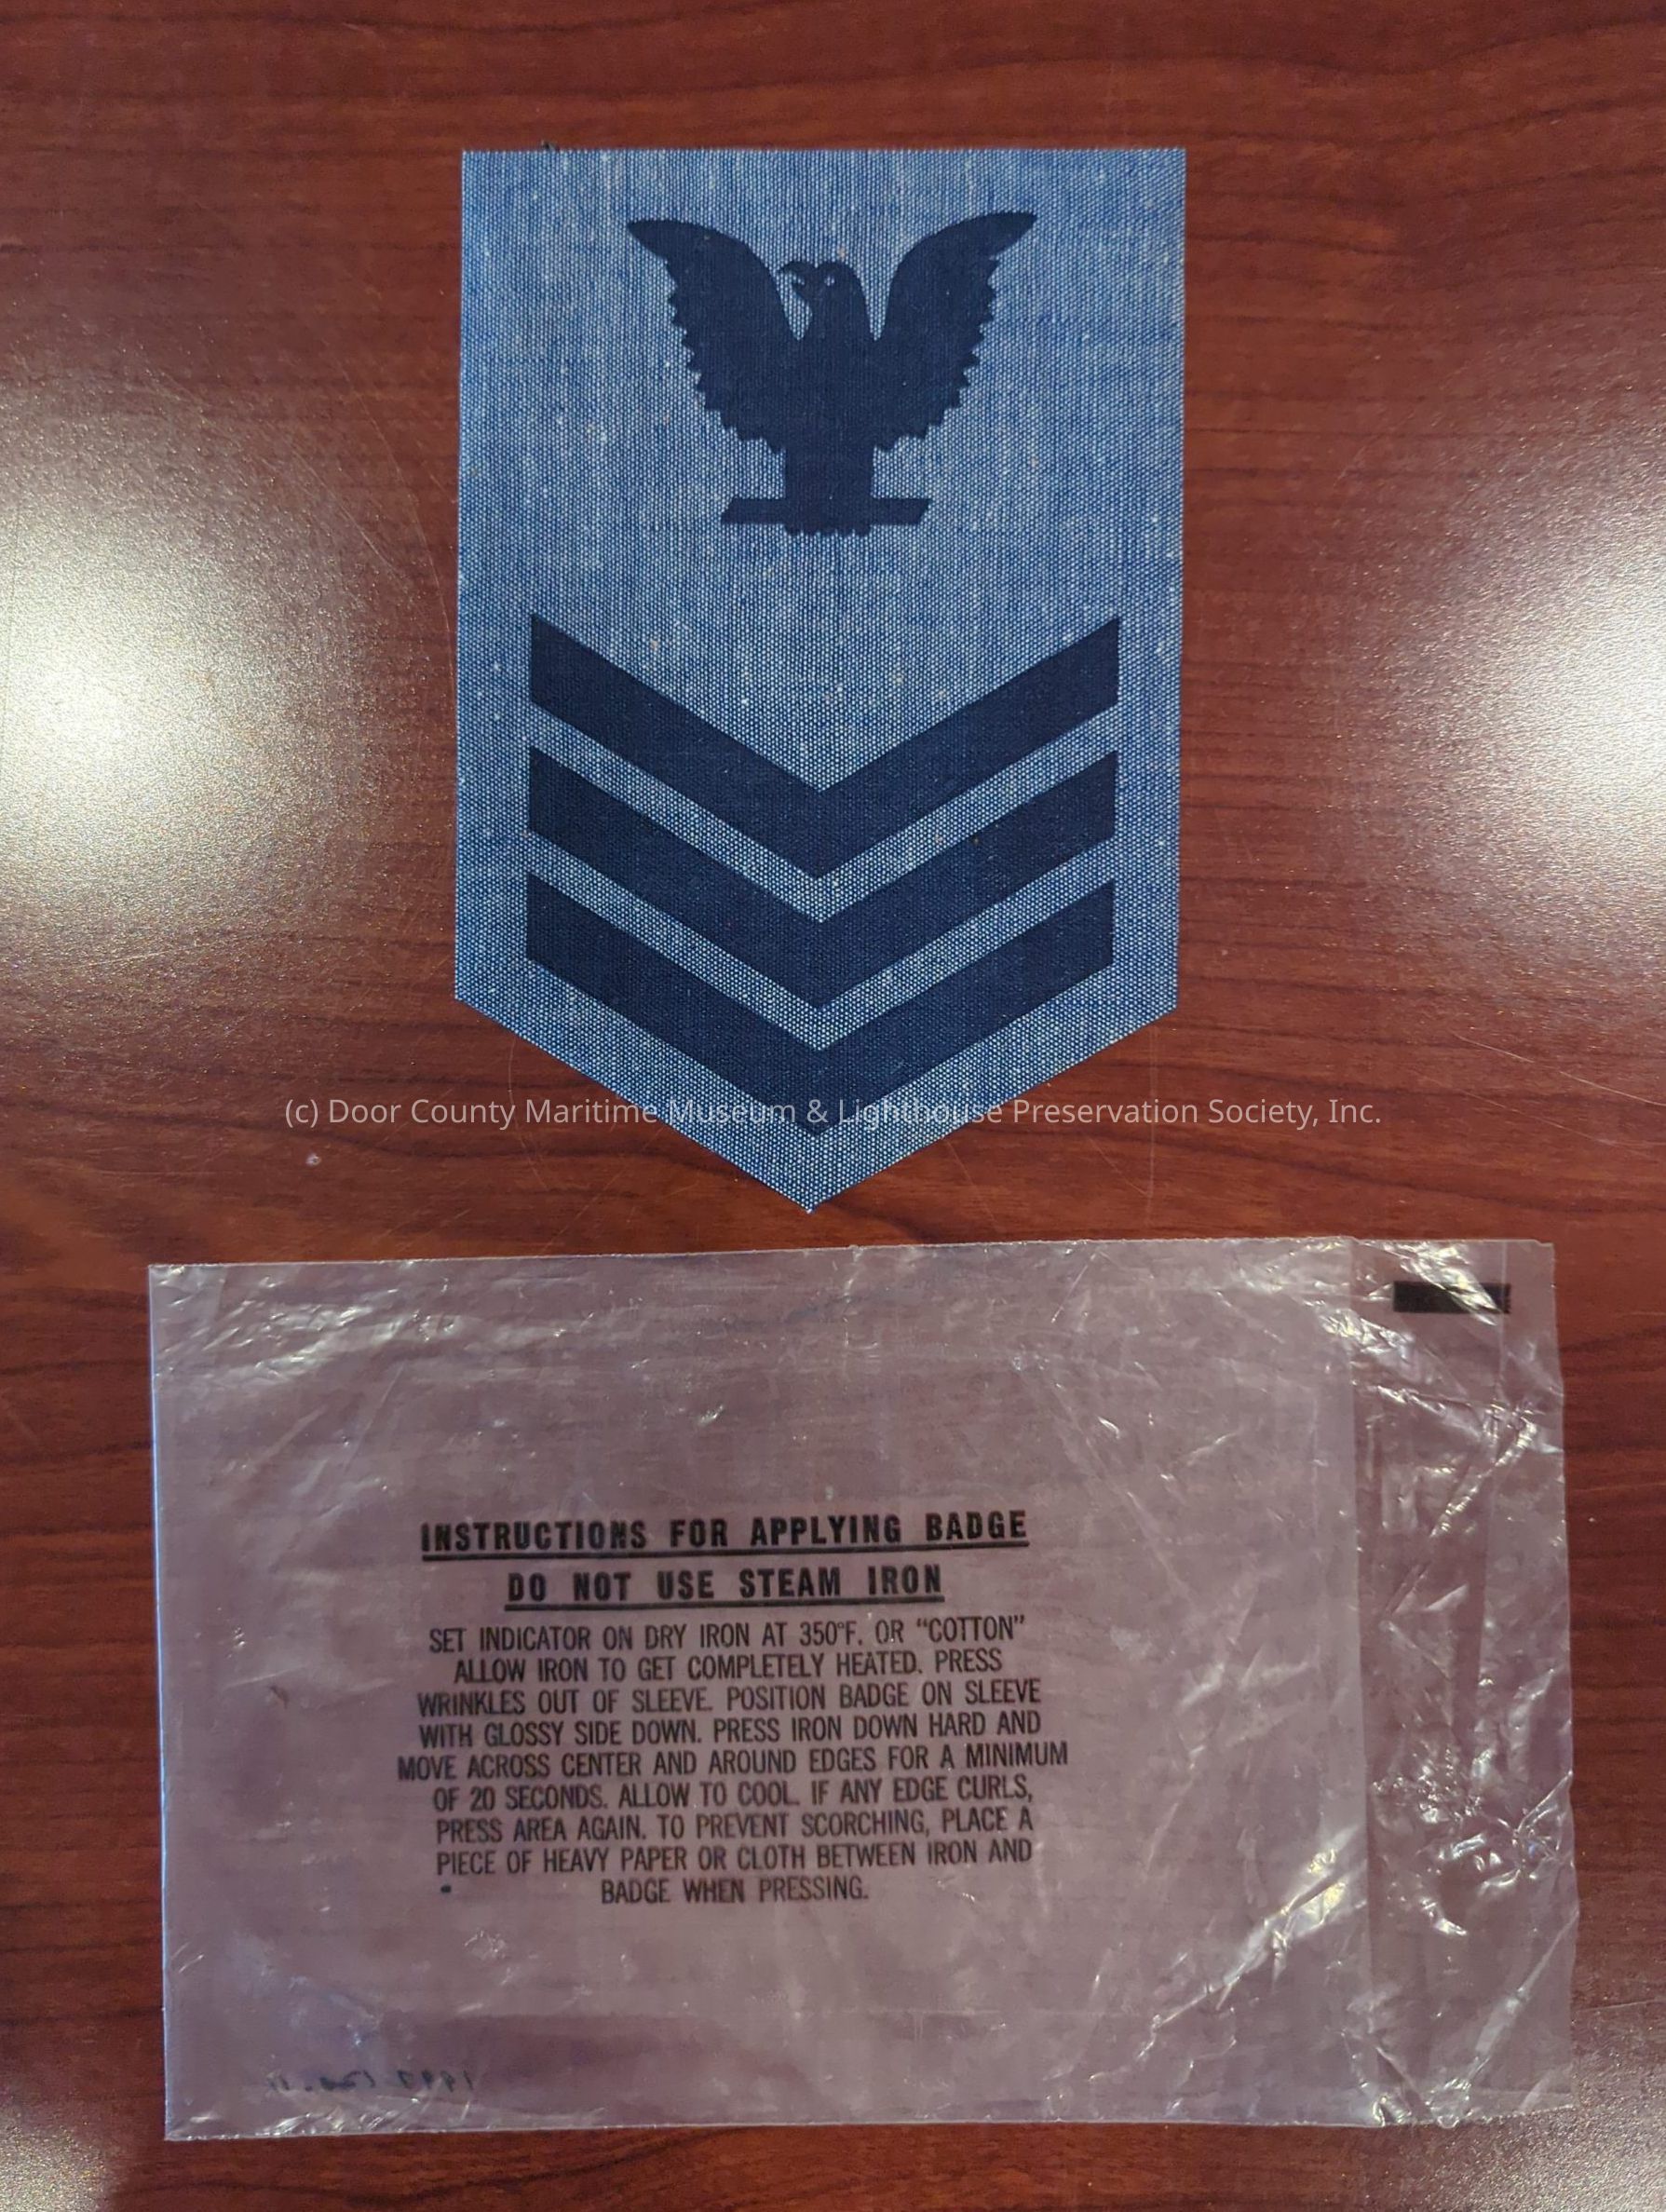 (c) Door County Maritime Museum & Lighthouse Preservation Society, Inc.
INSTRUCTIONS FOR APPLYING BADGE
DO NOT USE STEAM IRON
SET INDICATOR ON DRY IRON AT 350°F. OR "COTTON"
ALLOW IRON TO GET COMPLETELY HEATED. PRESS
WRINKLES OUT OF SLEEVE. POSITION BADGE ON SLEEVE
WITH GLOSSY SIDE DOWN. PRESS IRON DOWN HARD AND
MOVE ACROSS CENTER AND AROUND EDGES FOR A MINIMUM
OF 20 SECONDS. ALLOW TO COOL. IF ANY EDGE CURLS,
PRESS AREA AGAIN. TO PREVENT SCORCHING, PLACE A
PIECE OF HEAVY PAPER OR CLOTH BETWEEN IRON AND
BADGE WHEN PRESSING.